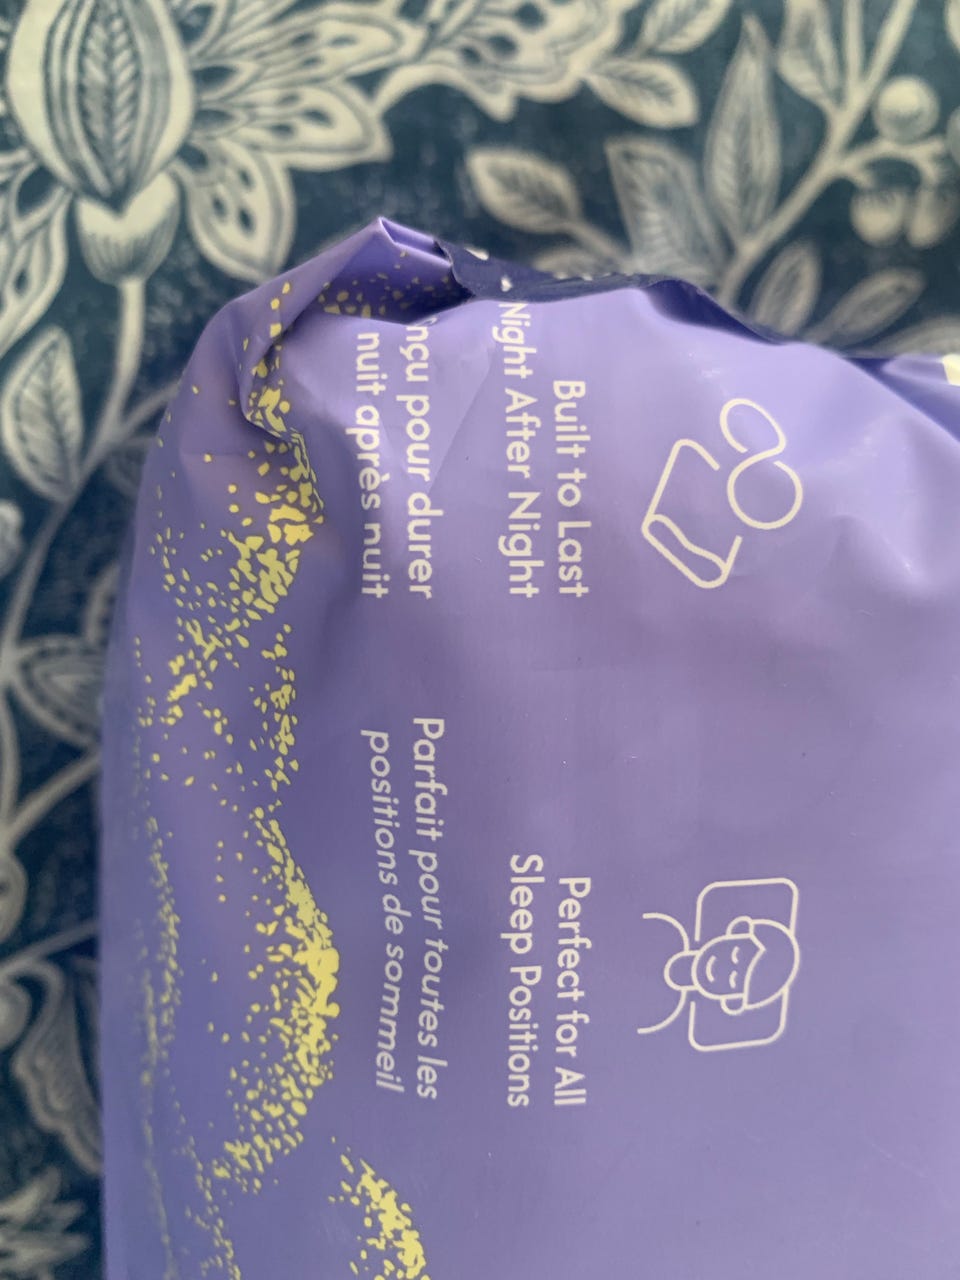 Built to Last
Night After Night
nçu pour durer
nuit après nuit
Perfect for All
Sleep Positions
Parfait pour toutes les
positions de sommeil